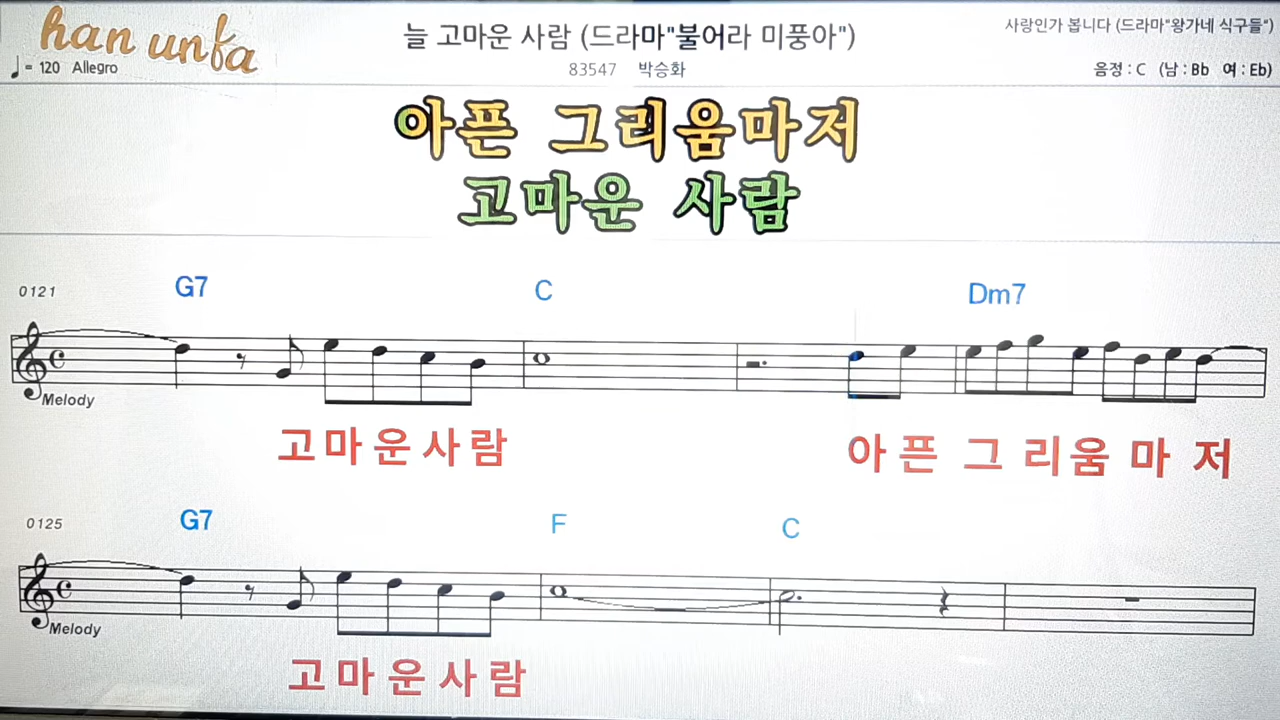 han unfa
늘 고마운 사람 (드라마"불어라 미풍아")
사랑인가 봅니다 (드라마"왕가네 식구들")
♩= 120 Allegro
83547 박승화
음정 : C (남 : Bb 여 : Eb)
아픈 그리움마저
고마운 사람
0121 G7 C Dm7
Melody
고마운사람 아픈 그리움마저
0125 G7 F C
Melody
고마운사람